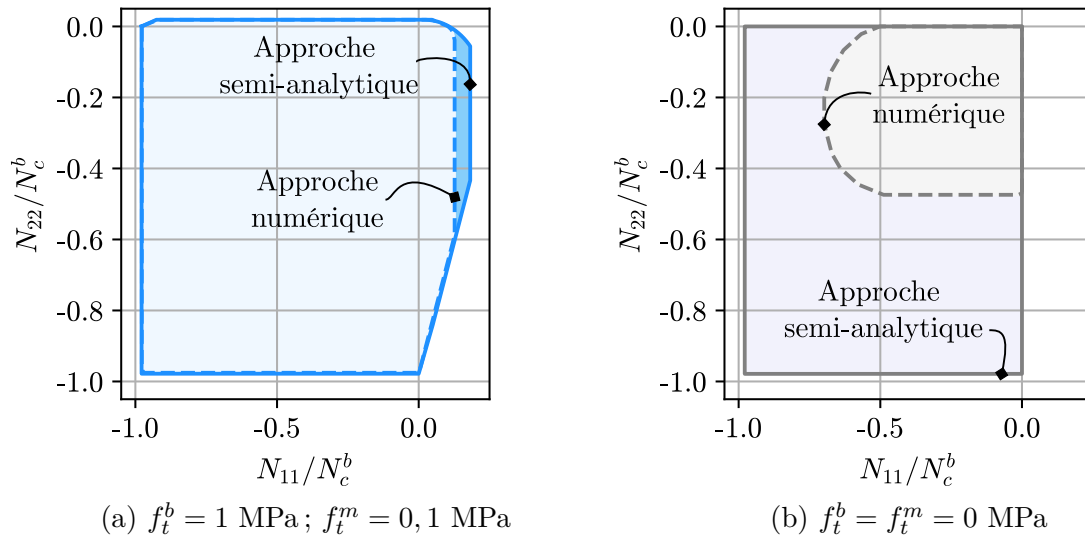 0.0
-0.2
-0.4
-0.6
-0.8
-1.0
N_{22}/N_c^b
Approche
semi-analytique
Approche
numérique
-1.0 -0.5 0.0
N_{11}/N_c^b
(a) f_t^b = 1 MPa ; f_t^m = 0, 1 MPa
0.0
-0.2
-0.4
-0.6
-0.8
-1.0
N_{22}/N_c^b
Approche
numérique
Approche
semi-analytique
-1.0 -0.5 0.0
N_{11}/N_c^b
(b) f_t^b = f_t^m = 0 MPa